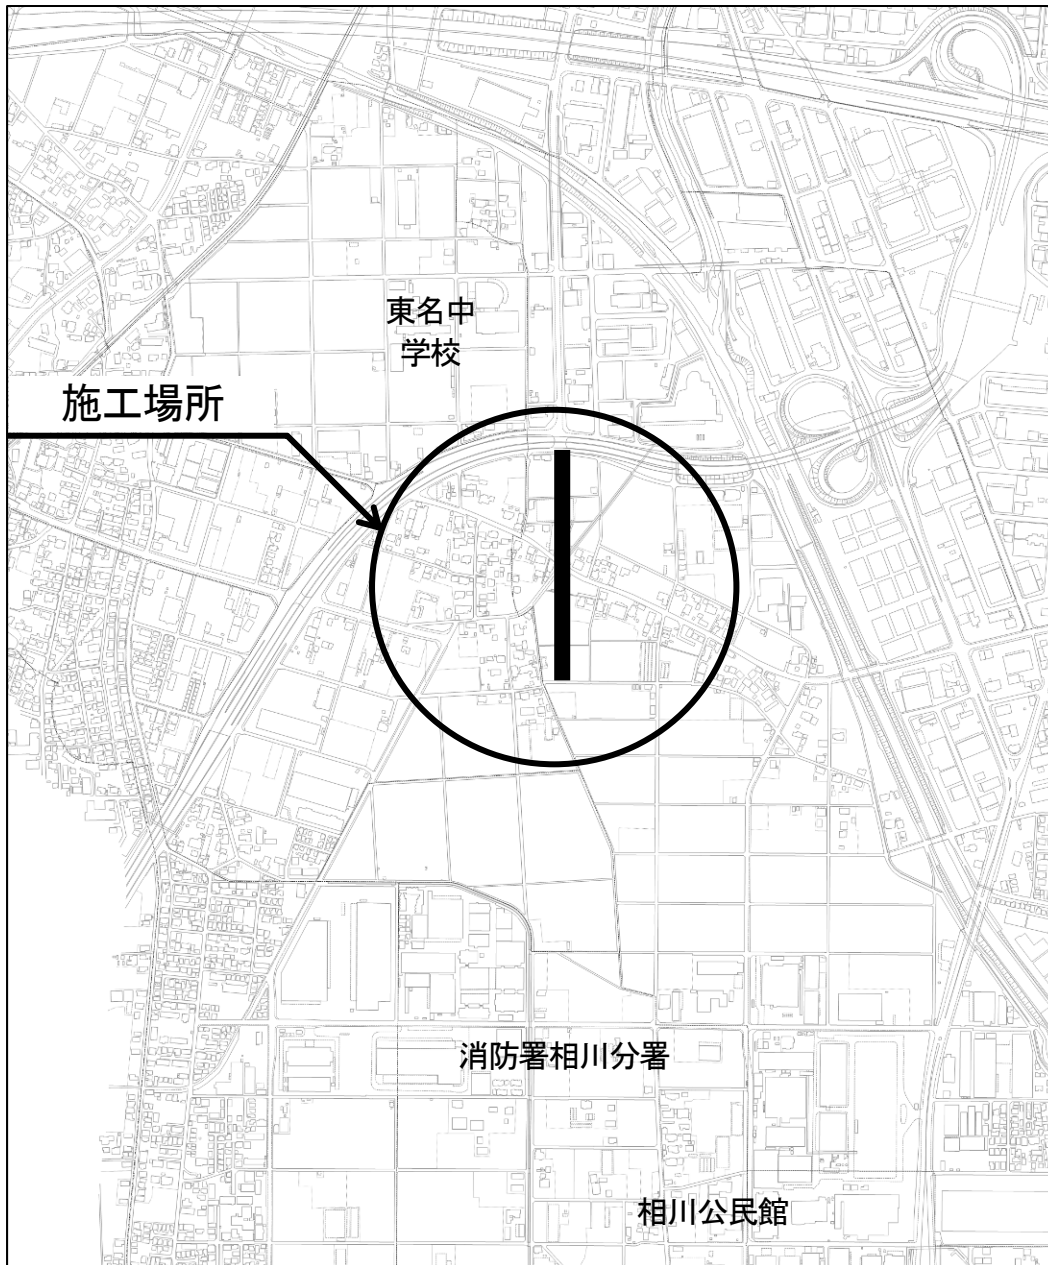 東名中
学校
施工場所
消防署相川分署
相川公民館